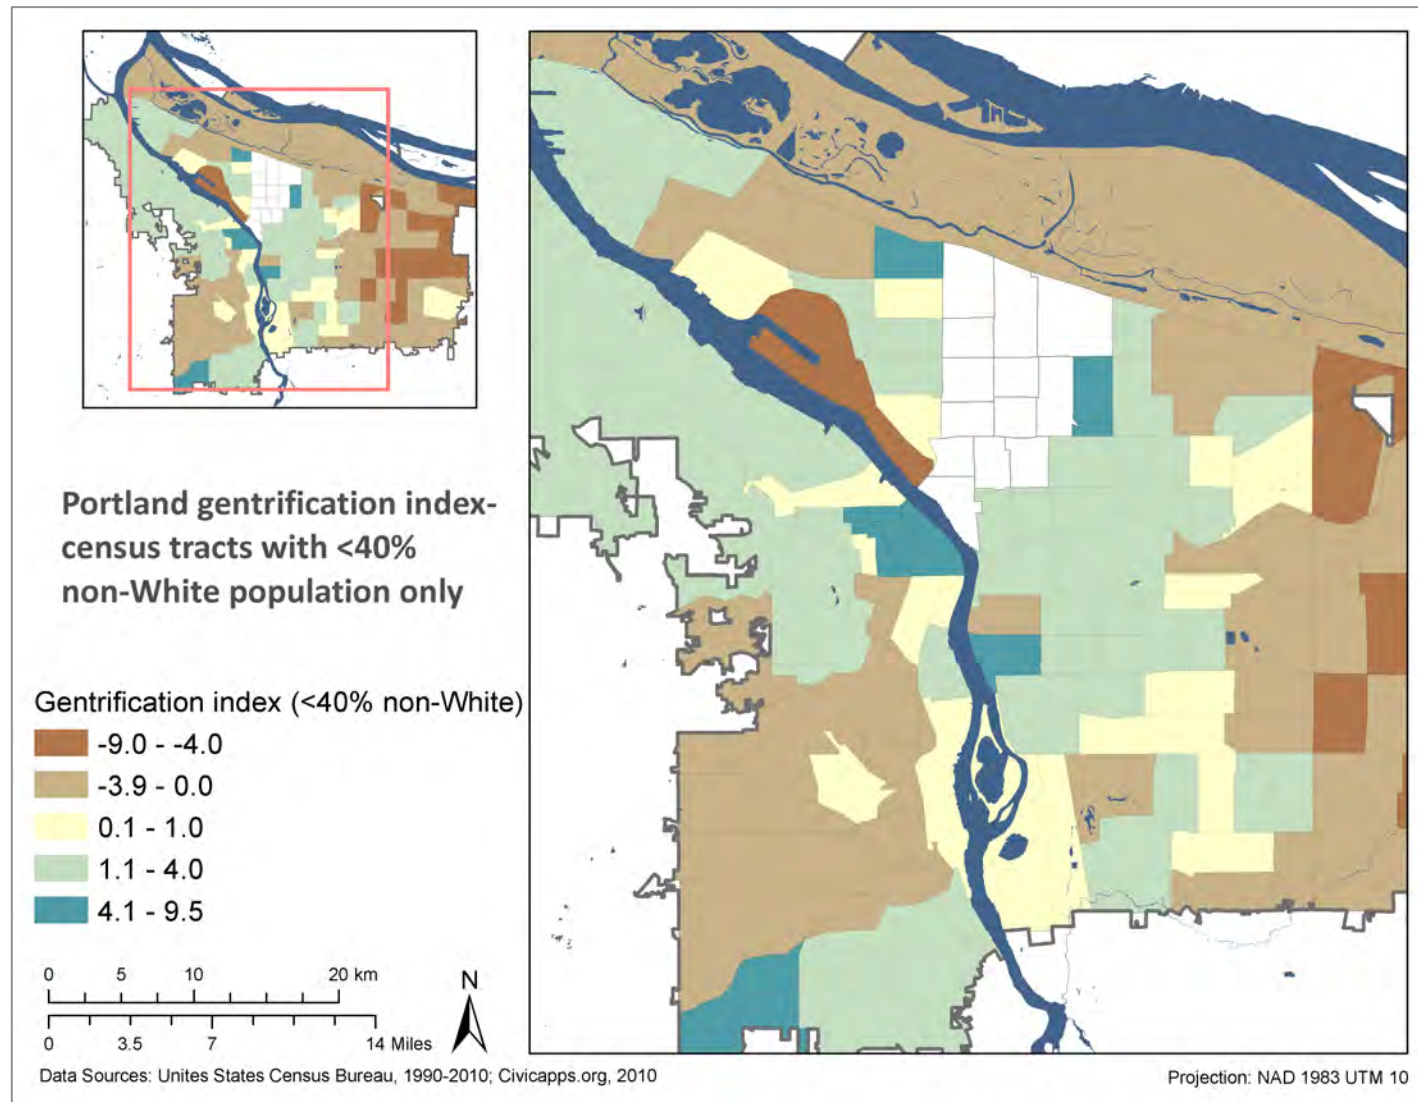 Portland gentrification index-
census tracts with <40%
non-White population only
Gentrification index (<40% non-White)
-9.0 - -4.0
-3.9 - 0.0
0.1 - 1.0
1.1 - 4.0
4.1 - 9.5
0 5 10 20 km
N
0 3.5 7 14 Miles
Data Sources: Unites States Census Bureau, 1990-2010; Civicapps.org, 2010
Projection: NAD 1983 UTM 10